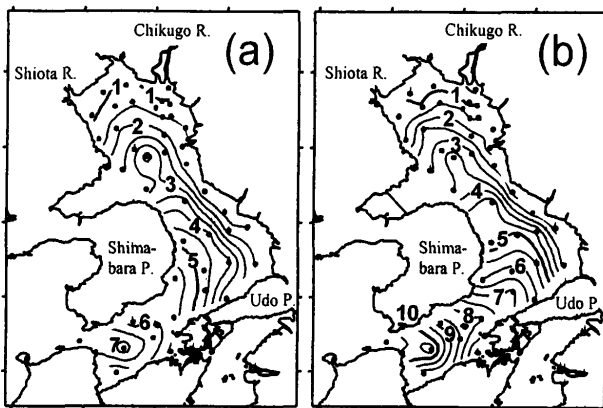 Chikugo R.
(a)
Shiota R.
1
1
2
3
4
Shima-
bara P.
5
Udo P.
6
7
Chikugo R.
(b)
Shiota R.
1
2
3
4
Shima-
bara P.
5
6
7
Udo P.
10
8
9